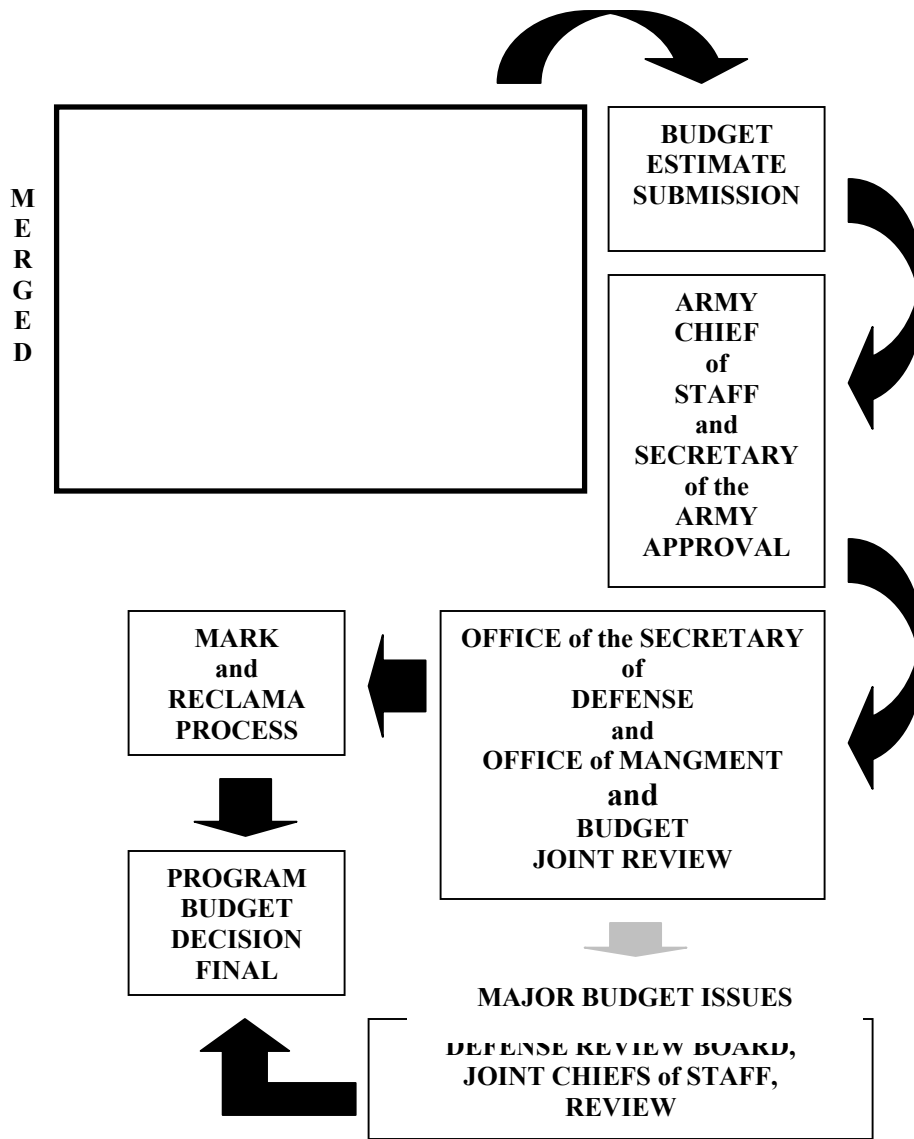 M
E
R
G
E
D
BUDGET
ESTIMATE
SUBMISSION
ARMY
CHIEF
of
STAFF
and
SECRETARY
of the
ARMY
APPROVAL
MARK
and
RECLAMA
PROCESS
OFFICE of the SECRETARY
of
DEFENSE
and
OFFICE of MANGMENT
and
BUDGET
JOINT REVIEW
PROGRAM
BUDGET
DECISION
FINAL
MAJOR BUDGET ISSUES
DEFENSE REVIEW BOARD,
JOINT CHIEFS of STAFF,
REVIEW